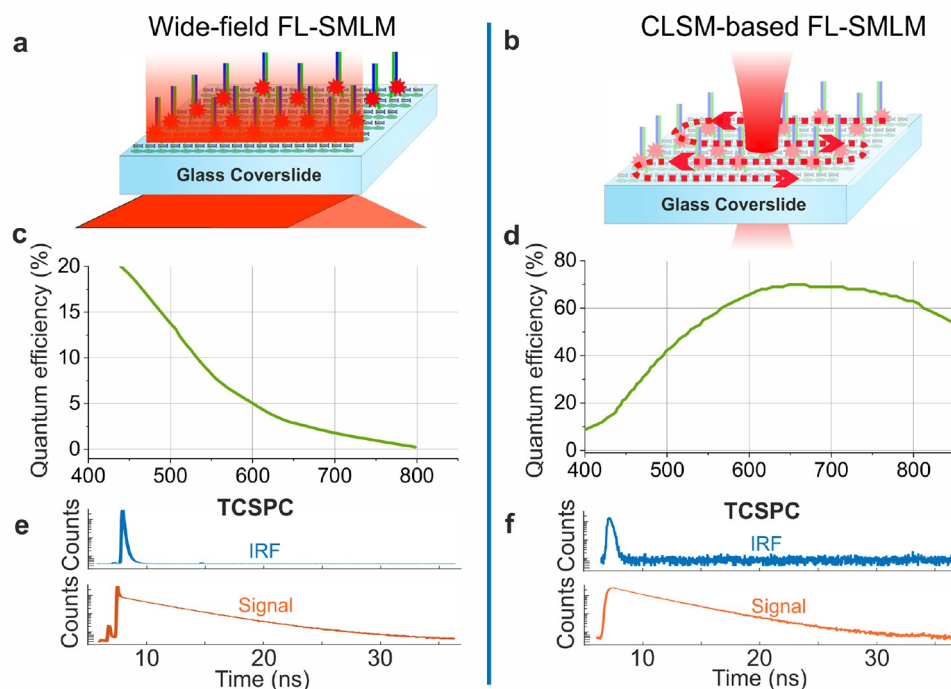 a
Wide-field FL-SMLM
Glass Coverslide
b
CLSM-based FL-SMLM
Glass Coverslide
c
Quantum efficiency (%)
20
15
10
5
0
400 500 600 700 800
d
Quantum efficiency (%)
80
60
40
20
0
400 500 600 700 800
e
TCSPC
Counts
IRF
Counts
Signal
10 20 30
Time (ns)
f
TCSPC
Counts
IRF
Counts
Signal
10 20 30
Time (ns)